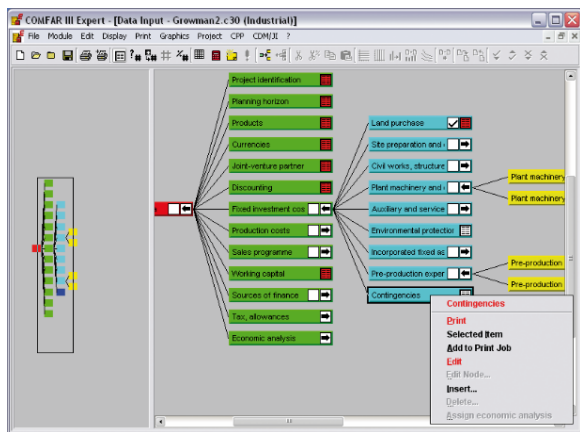 COMFAR III Expert - [Data Input - Growman2.c30 (Industrial)]
File Module Edit Display Print Graphics Project CPP CDM/JI ?
Project identification
Planning horizon
Products
Land purchase
Currencies
Site preparation and
Joint-venture partner
Civil works, structure
Plant machinery
Discounting
Plant machinery and
Plant machinery
Fixed investment cos
Auxiliary and service
Production costs
Environmental protection
Sales programme
Incorporated fixed as
Pre-production
Working capital
Pre-production exper
Pre-production
Sources of finance
Contingencies
Contingencies
Tax, allowances
Print
Selected Item
Economic analysis
Add to Print Job
Edit
Edit Node...
Insert...
Delete...
Assign economic analysis